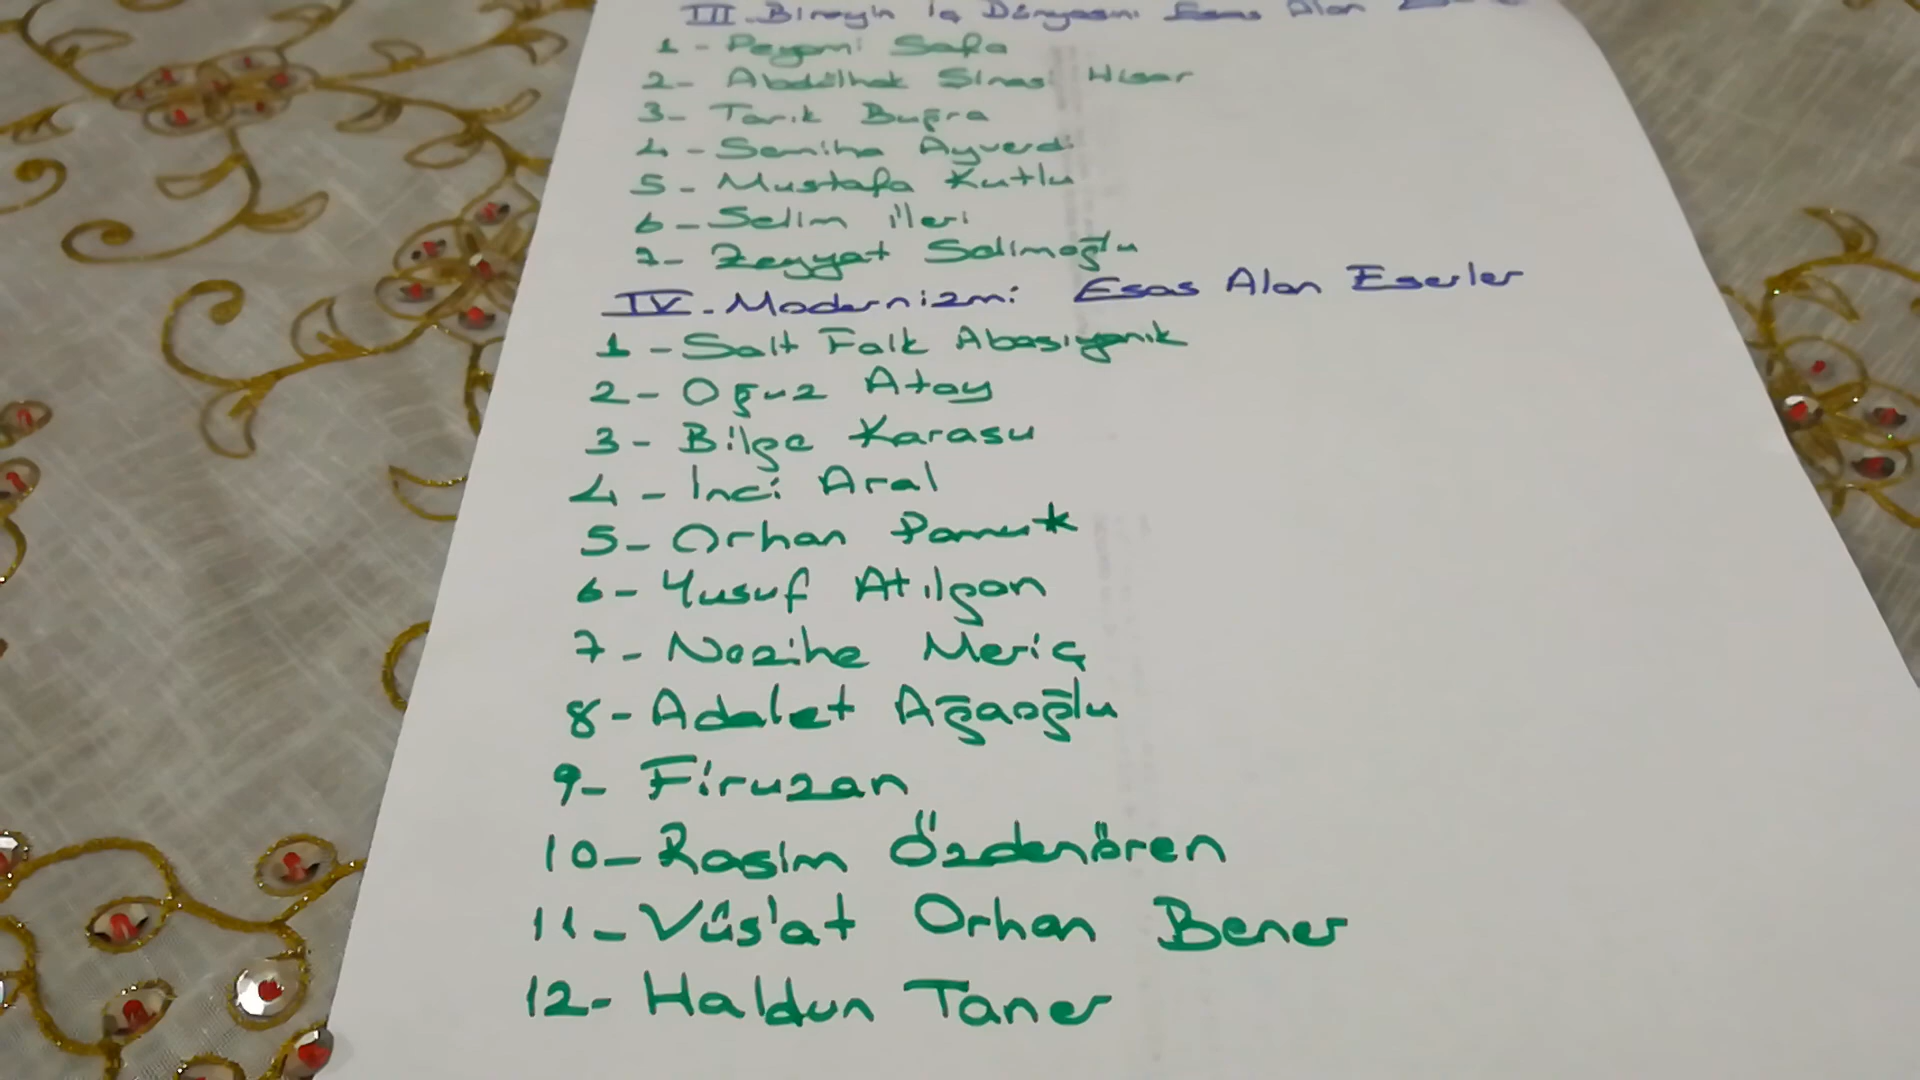 III - Bireyin İç Dünyasını Esas Alan
1 - Peyami Safa
2- Abdülhak Şinasi Hisar
3- Tarık Buğra
4 - Semiha Ayverdi
5 - Mustafa Kutlu
6 - Selim ileri
7- Zeyyat Selimoğlu
IV - Modernizmi Esas Alan Eserler
1 - Sait Faik Abasıyanık
2- Oğuz Atay
3 - Bilge Karasu
4 - İnci Aral
5 - Orhan Pamuk
6 - Yusuf Atılgan
7 - Nezihe Meriç
8 - Adalet Ağaoğlu
9- Firuzan
10- Rasim Özdenören
11- Vüs'at Orhan Bener
12- Haldun Taner